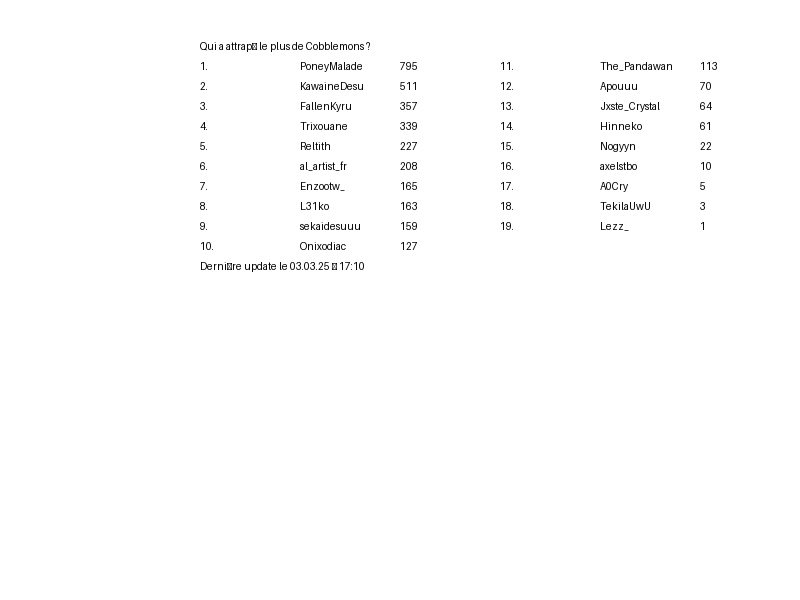 Qui a attrap□ le plus de Cobblemons ?
1. PoneyMalade 795 11. The_Pandawan 113
2. KawaineDesu 511 12. Apouuu 70
3. FallenKyru 357 13. Jxste_Crystal 64
4. Trixouane 339 14. Hinneko 61
5. Reltith 227 15. Nogyyn 22
6. al_artist_fr 208 16. axelstbo 10
7. Enzootw_ 165 17. A0Cry 5
8. L31ko 163 18. TekilaUwU 3
9. sekaidesuuu 159 19. Lezz_ 1
10. Onixodiac 127
Derni□re update le 03.03.25 □ 17:10